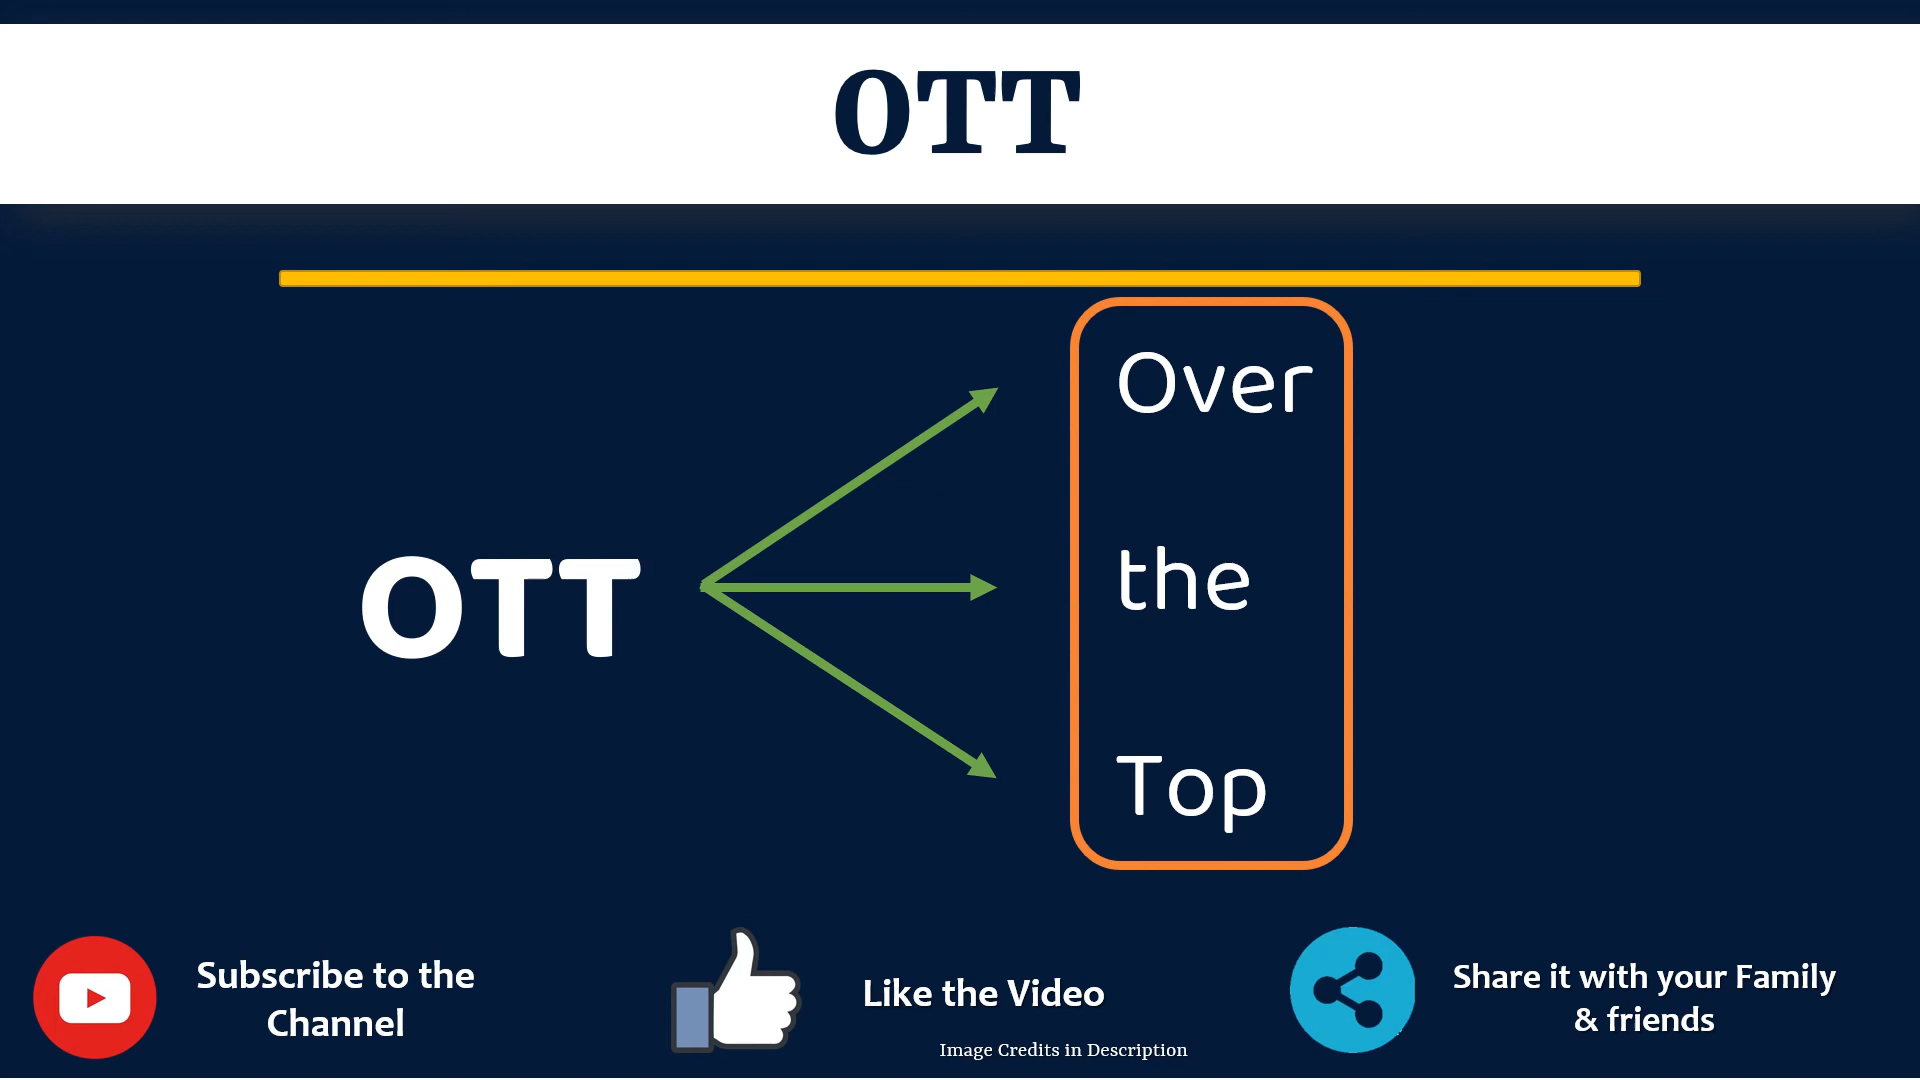 OTT
OTT
Over
the
Top
Subscribe to the
Channel
Like the Video
Share it with your Family
& friends
Image Credits in Description